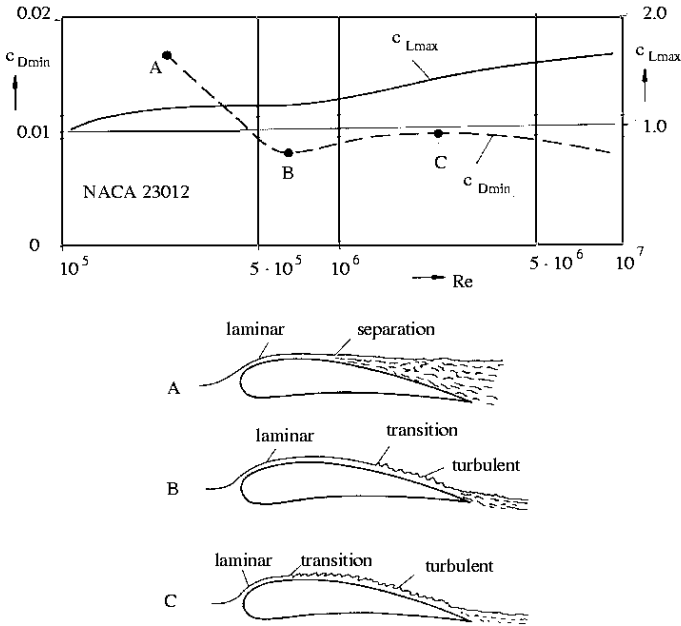 0.02
2.0
c Dmin
c Lmax
A
c Lmax
0.01
1.0
B
C
c Dmin
NACA 23012
0
7
10^5
5 · 10^5
10^6
5 · 10^6
10^7
Re
laminar
separation
A
laminar
transition
turbulent
B
laminar
transition
turbulent
C